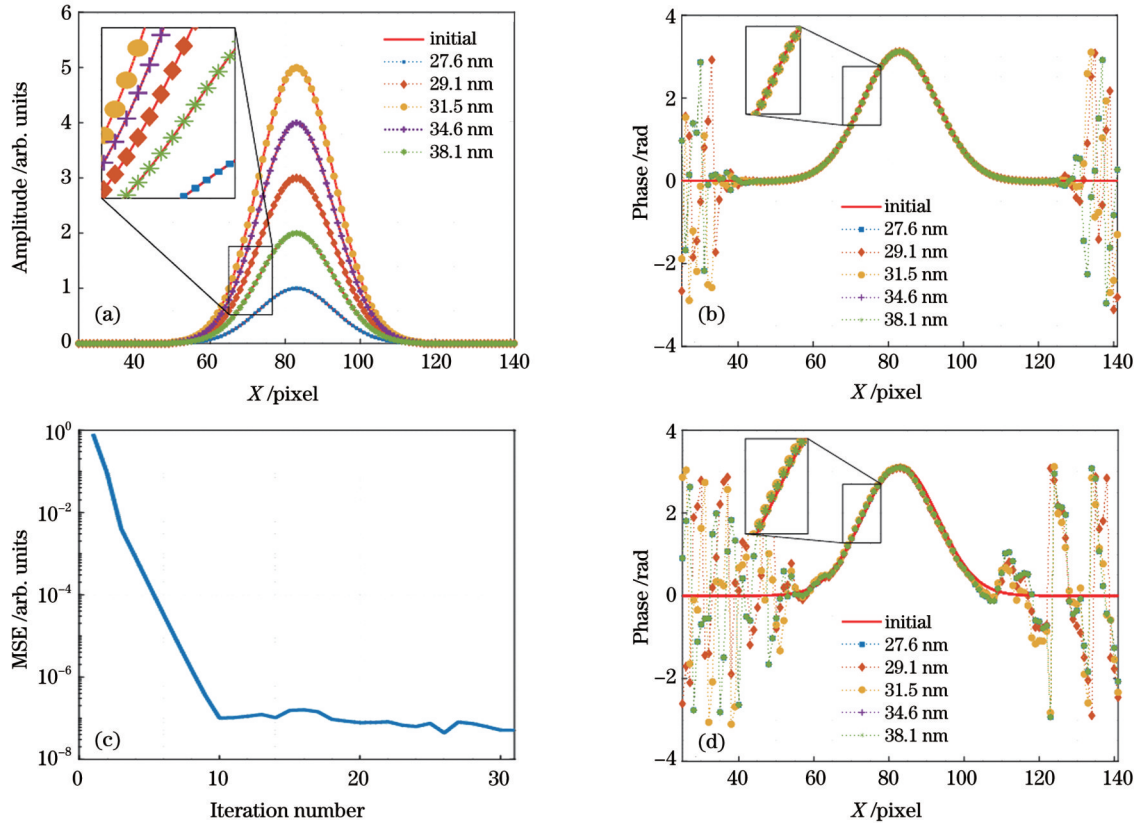 6
5
4
3
2
1
0
Amplitude /arb. units
initial
27.6 nm
29.1 nm
31.5 nm
34.6 nm
38.1 nm
(a)
40 60 80 100 120 140
X /pixel
4
2
0
−2
−4
Phase /rad
initial
27.6 nm
29.1 nm
31.5 nm
34.6 nm
38.1 nm
(b)
40 60 80 100 120 140
X /pixel
10⁰
10⁻²
10⁻⁴
10⁻⁶
10⁻⁸
MSE /arb. units
(c)
0 10 20 30
Iteration number
4
2
0
−2
−4
Phase /rad
initial
27.6 nm
29.1 nm
31.5 nm
34.6 nm
38.1 nm
(d)
40 60 80 100 120 140
X /pixel